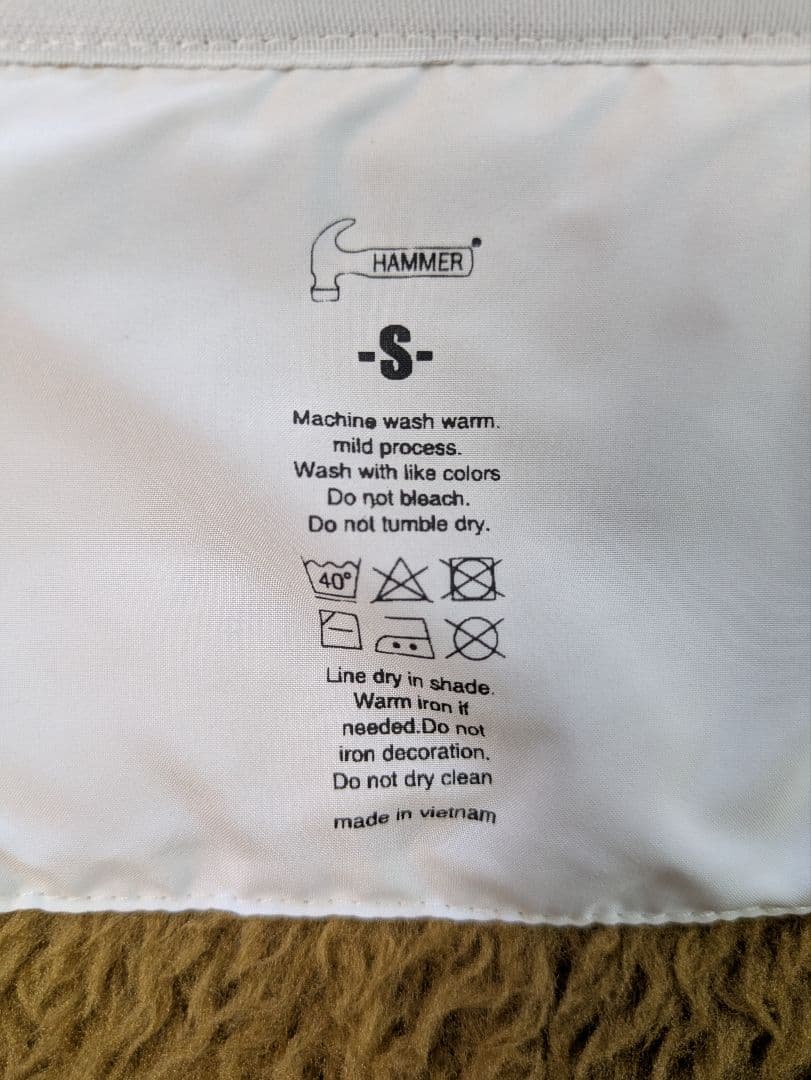 HAMMER
-S-
Machine wash warm.
mild process.
Wash with like colors
Do not bleach.
Do not tumble dry.
40°
Line dry in shade.
Warm iron if
needed.Do not
iron decoration.
Do not dry clean
made in vietnam